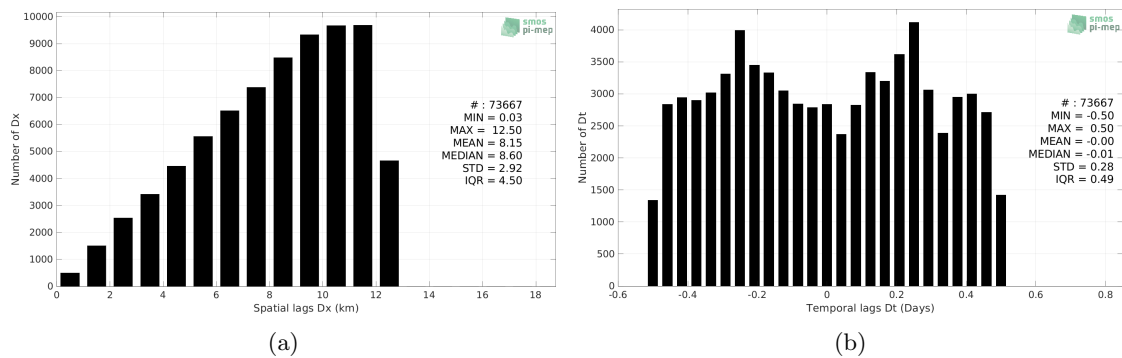 10000
9000
8000
7000
6000
5000
4000
3000
2000
1000
0
Number of Dx
0 2 4 6 8 10 12 14 16 18
Spatial lags Dx (km)
smos
pi-mep
# : 73667
MIN = 0.03
MAX = 12.50
MEAN = 8.15
MEDIAN = 8.60
STD = 2.92
IQR = 4.50
(a)
4000
3500
3000
2500
2000
1500
1000
500
0
Number of Dt
-0.6 -0.4 -0.2 0 0.2 0.4 0.6 0.8
Temporal lags Dt (Days)
smos
pi-mep
# : 73667
MIN = -0.50
MAX = 0.50
MEAN = -0.00
MEDIAN = -0.01
STD = 0.28
IQR = 0.49
(b)